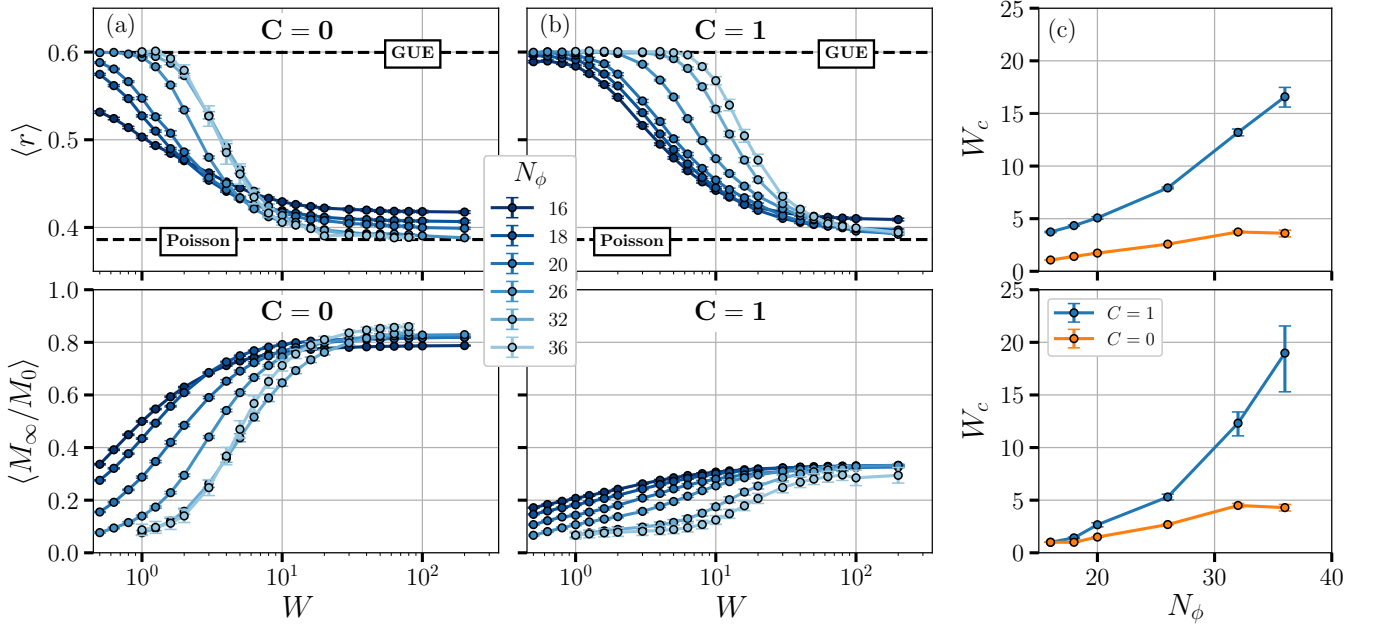 (a)
C = 0
GUE
Poisson
⟨r⟩
0.6
0.5
0.4
(b)
C = 1
GUE
Poisson
(c)
W_c
25
20
15
10
5
0
N_ϕ
16
18
20
26
32
36
C = 0
⟨M_∞/M_0⟩
1.0
0.8
0.6
0.4
0.2
0.0
10^0
10^1
10^2
W
C = 1
10^0
10^1
10^2
W
C = 1
C = 0
W_c
25
20
15
10
5
0
20
30
40
N_ϕ